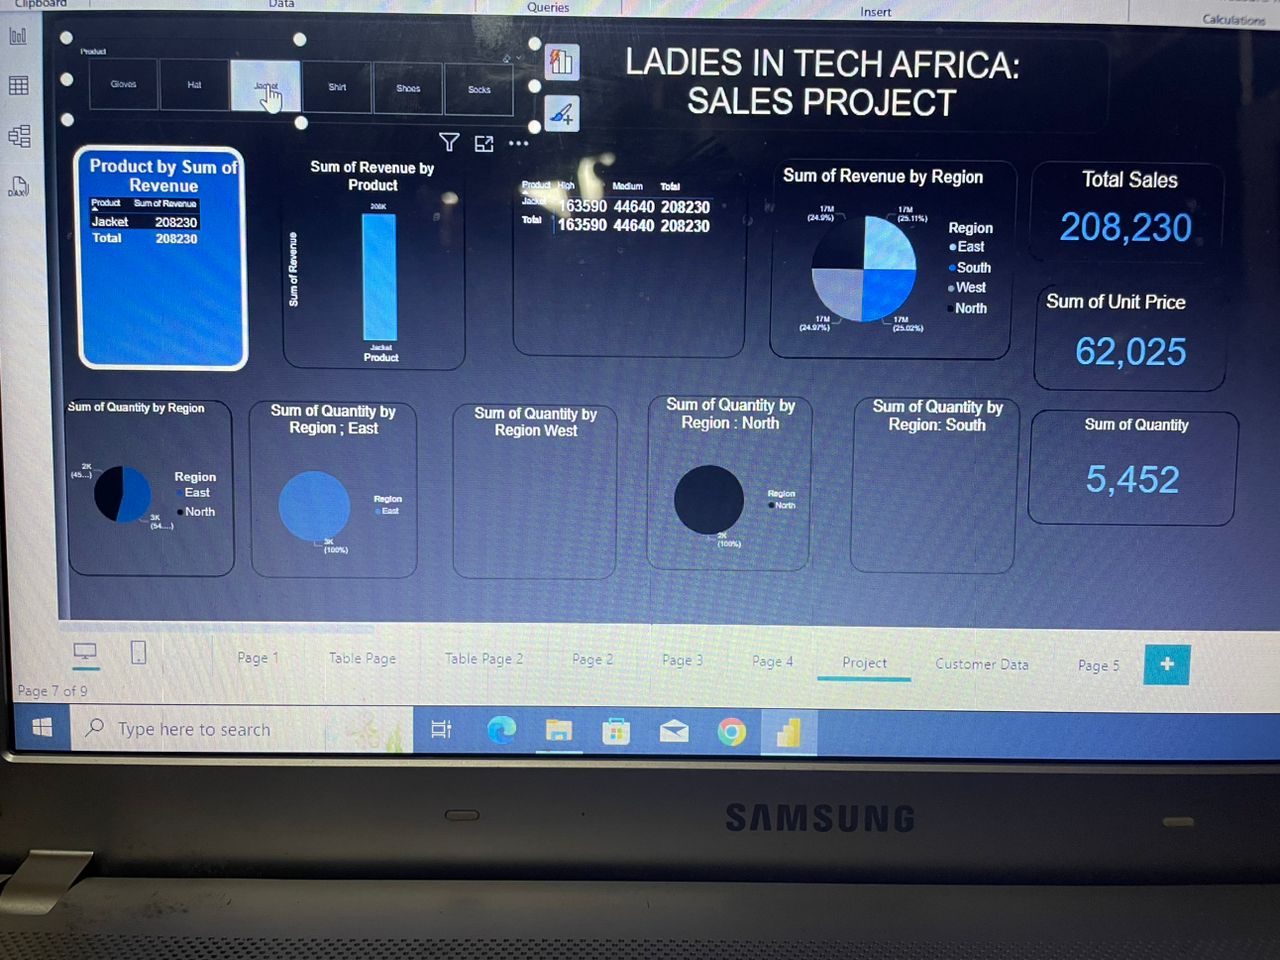 Clipboard
Data
Queries
Insert
Calculations
Product
Gloves
Hat
Jacket
Shirt
Shoes
Socks
LADIES IN TECH AFRICA:
SALES PROJECT
Product by Sum of
Revenue
Product Sum of Revenue
Jacket 208230
Total 208230
Sum of Revenue by
Product
208K
Sum of Revenue
Jacket
Product
Product High Medium Total
Jacket 163590 44640 208230
Total 163590 44640 208230
Sum of Revenue by Region
17M
(24.9%)
17M
(25.11%)
17M
(24.97%)
17M
(25.02%)
Region
East
South
West
North
Total Sales
208,230
Sum of Unit Price
62,025
Sum of Quantity by Region
2K
(45...)
3K
(54....)
Region
East
North
Sum of Quantity by
Region ; East
3K
(100%)
Region
East
Sum of Quantity by
Region West
Sum of Quantity by
Region : North
2K
(100%)
Region
North
Sum of Quantity by
Region: South
Sum of Quantity
5,452
DAX
Page 1
Table Page
Table Page 2
Page 2
Page 3
Page 4
Project
Customer Data
Page 5
+
Page 7 of 9
Type here to search
SAMSUNG